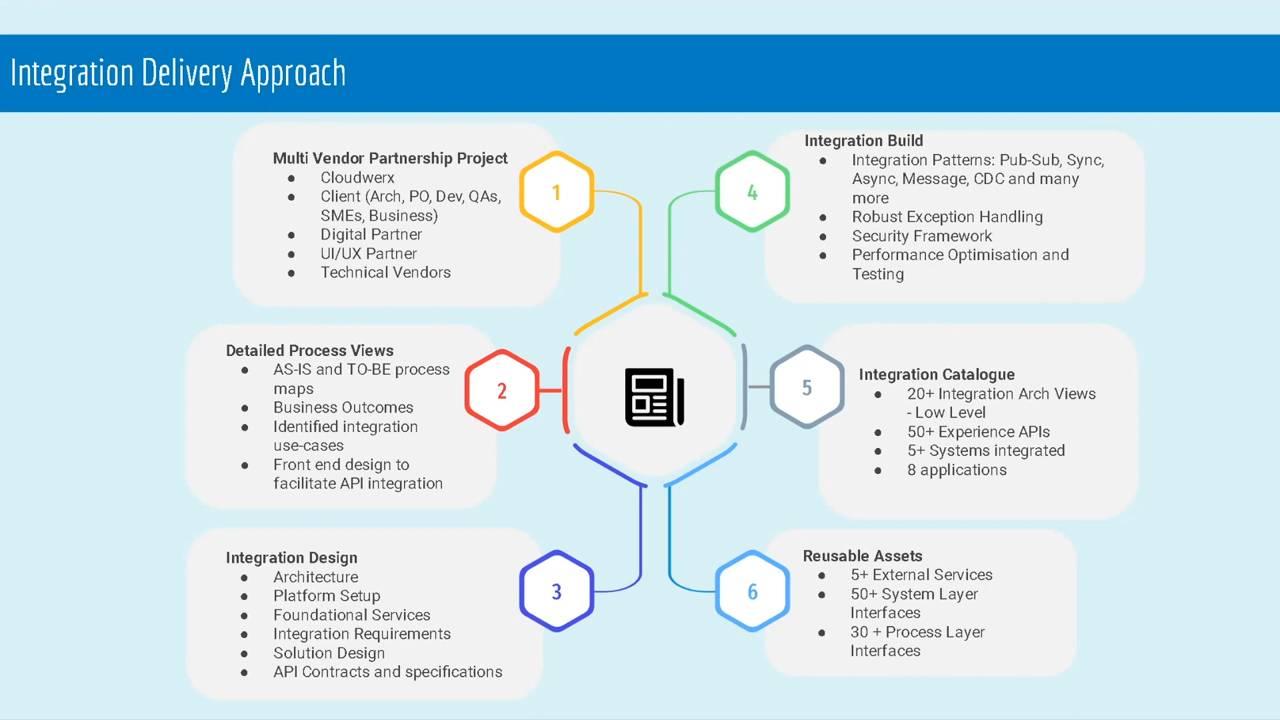 Integration Delivery Approach
Multi Vendor Partnership Project
● Cloudwerx
● Client (Arch, PO, Dev, QAs,
SMEs, Business)
● Digital Partner
● UI/UX Partner
● Technical Vendors
1
Detailed Process Views
● AS-IS and TO-BE process
maps
● Business Outcomes
● Identified integration
use-cases
● Front end design to
facilitate API integration
2
Integration Design
● Architecture
● Platform Setup
● Foundational Services
● Integration Requirements
● Solution Design
● API Contracts and specifications
3
4
Integration Build
● Integration Patterns: Pub-Sub, Sync,
Async, Message, CDC and many
more
● Robust Exception Handling
● Security Framework
● Performance Optimisation and
Testing
5
Integration Catalogue
● 20+ Integration Arch Views
- Low Level
● 50+ Experience APIs
● 5+ Systems integrated
● 8 applications
6
Reusable Assets
● 5+ External Services
● 50+ System Layer
Interfaces
● 30 + Process Layer
Interfaces